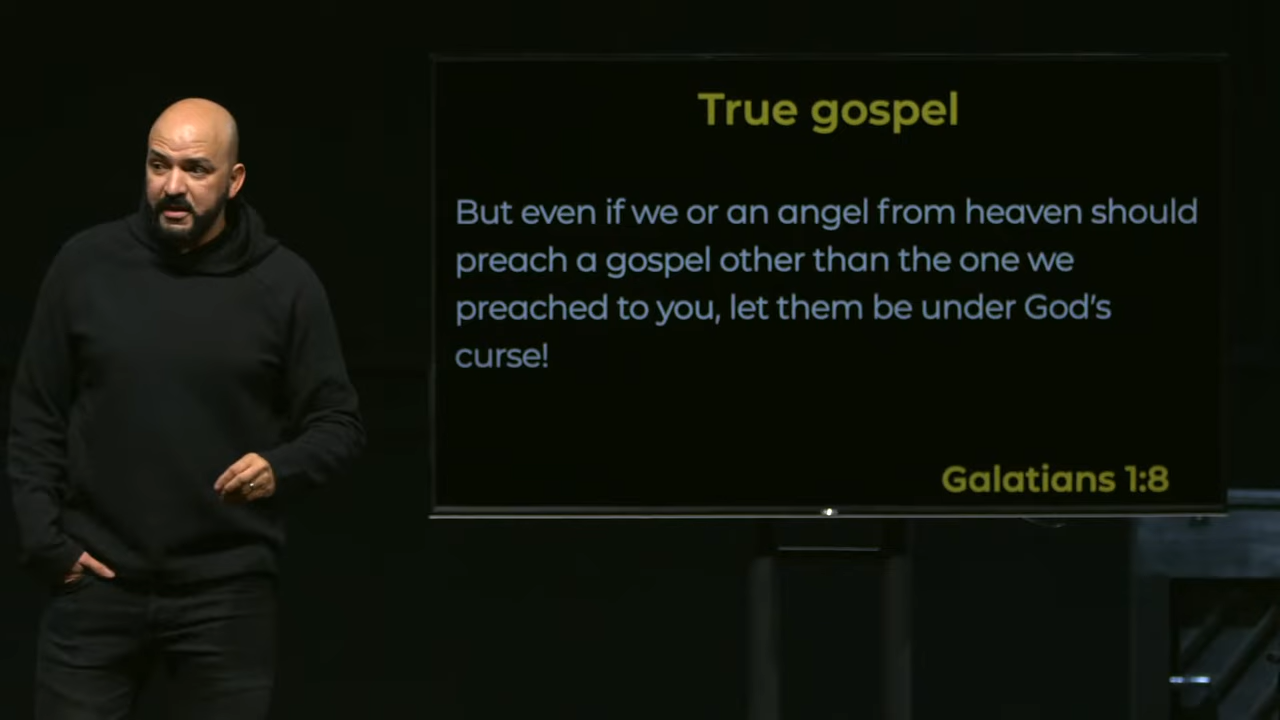 True gospel
But even if we or an angel from heaven should
preach a gospel other than the one we
preached to you, let them be under God's
curse!
Galatians 1:8